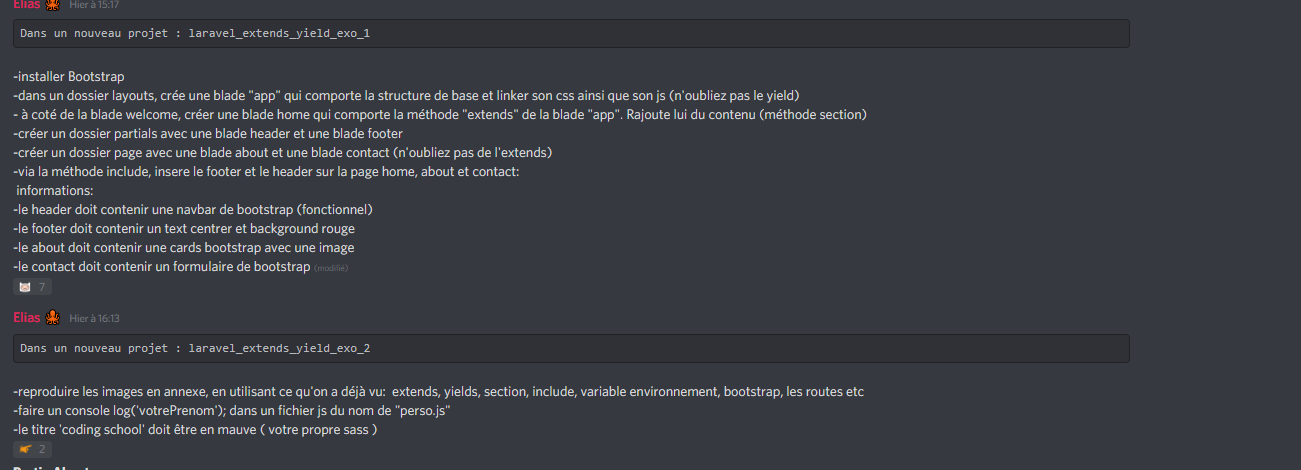 Elias Hier à 15:17
Dans un nouveau projet : laravel_extends_yield_exo_1
-installer Bootstrap
-dans un dossier layouts, crée une blade "app" qui comporte la structure de base et linker son css ainsi que son js (n'oubliez pas le yield)
- à coté de la blade welcome, créer une blade home qui comporte la méthode "extends" de la blade "app". Rajoute lui du contenu (méthode section)
-créer un dossier partials avec une blade header et une blade footer
-créer un dossier page avec une blade about et une blade contact (n'oubliez pas de l'extends)
-via la méthode include, insere le footer et le header sur la page home, about et contact:
informations:
-le header doit contenir une navbar de bootstrap (fonctionnel)
-le footer doit contenir un text centrer et background rouge
-le about doit contenir une cards bootstrap avec une image
-le contact doit contenir un formulaire de bootstrap (modifié)
7
Elias Hier à 16:13
Dans un nouveau projet : laravel_extends_yield_exo_2
-reproduire les images en annexe, en utilisant ce qu'on a déjà vu:  extends, yields, section, include, variable environnement, bootstrap, les routes etc
-faire un console log('votrePrenom'); dans un fichier js du nom de "perso.js"
-le titre 'coding school' doit être en mauve ( votre propre sass )
2